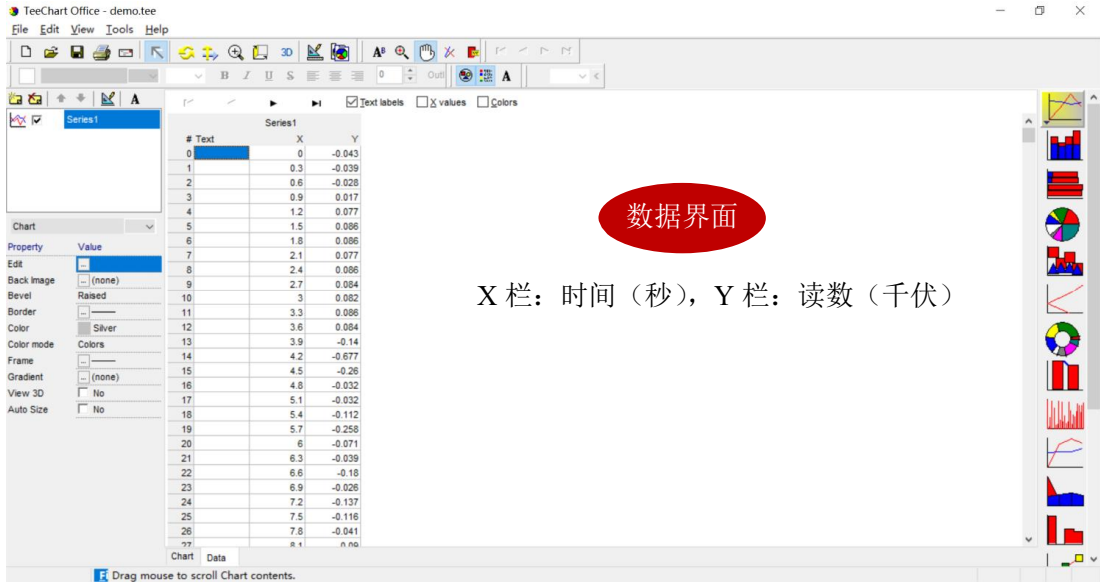 TeeChart Office - demo.tee
File Edit View Tools Help
3D
B I U S 0 Outl A
A
Text labels X values Colors
Series1
Series1
# Text X Y
0 0 -0.043
1 0.3 -0.039
2 0.6 -0.028
3 0.9 0.017
4 1.2 0.077
5 1.5 0.086
6 1.8 0.086
7 2.1 0.077
8 2.4 0.086
9 2.7 0.084
10 3 0.082
11 3.3 0.086
12 3.6 0.084
13 3.9 -0.14
14 4.2 -0.677
15 4.5 -0.26
16 4.8 -0.032
17 5.1 -0.032
18 5.4 -0.112
19 5.7 -0.258
20 6 -0.071
21 6.3 -0.039
22 6.6 -0.18
23 6.9 -0.026
24 7.2 -0.137
25 7.5 -0.116
26 7.8 -0.041
27 8.1 0.09
Chart
Property Value
Edit ...
Back Image ... (none)
Bevel Raised
Border ...
Color Silver
Color mode Colors
Frame ...
Gradient ... (none)
View 3D No
Auto Size No
数据界面
X 栏：时间（秒），Y 栏：读数（千伏）
Chart Data
Drag mouse to scroll Chart contents.